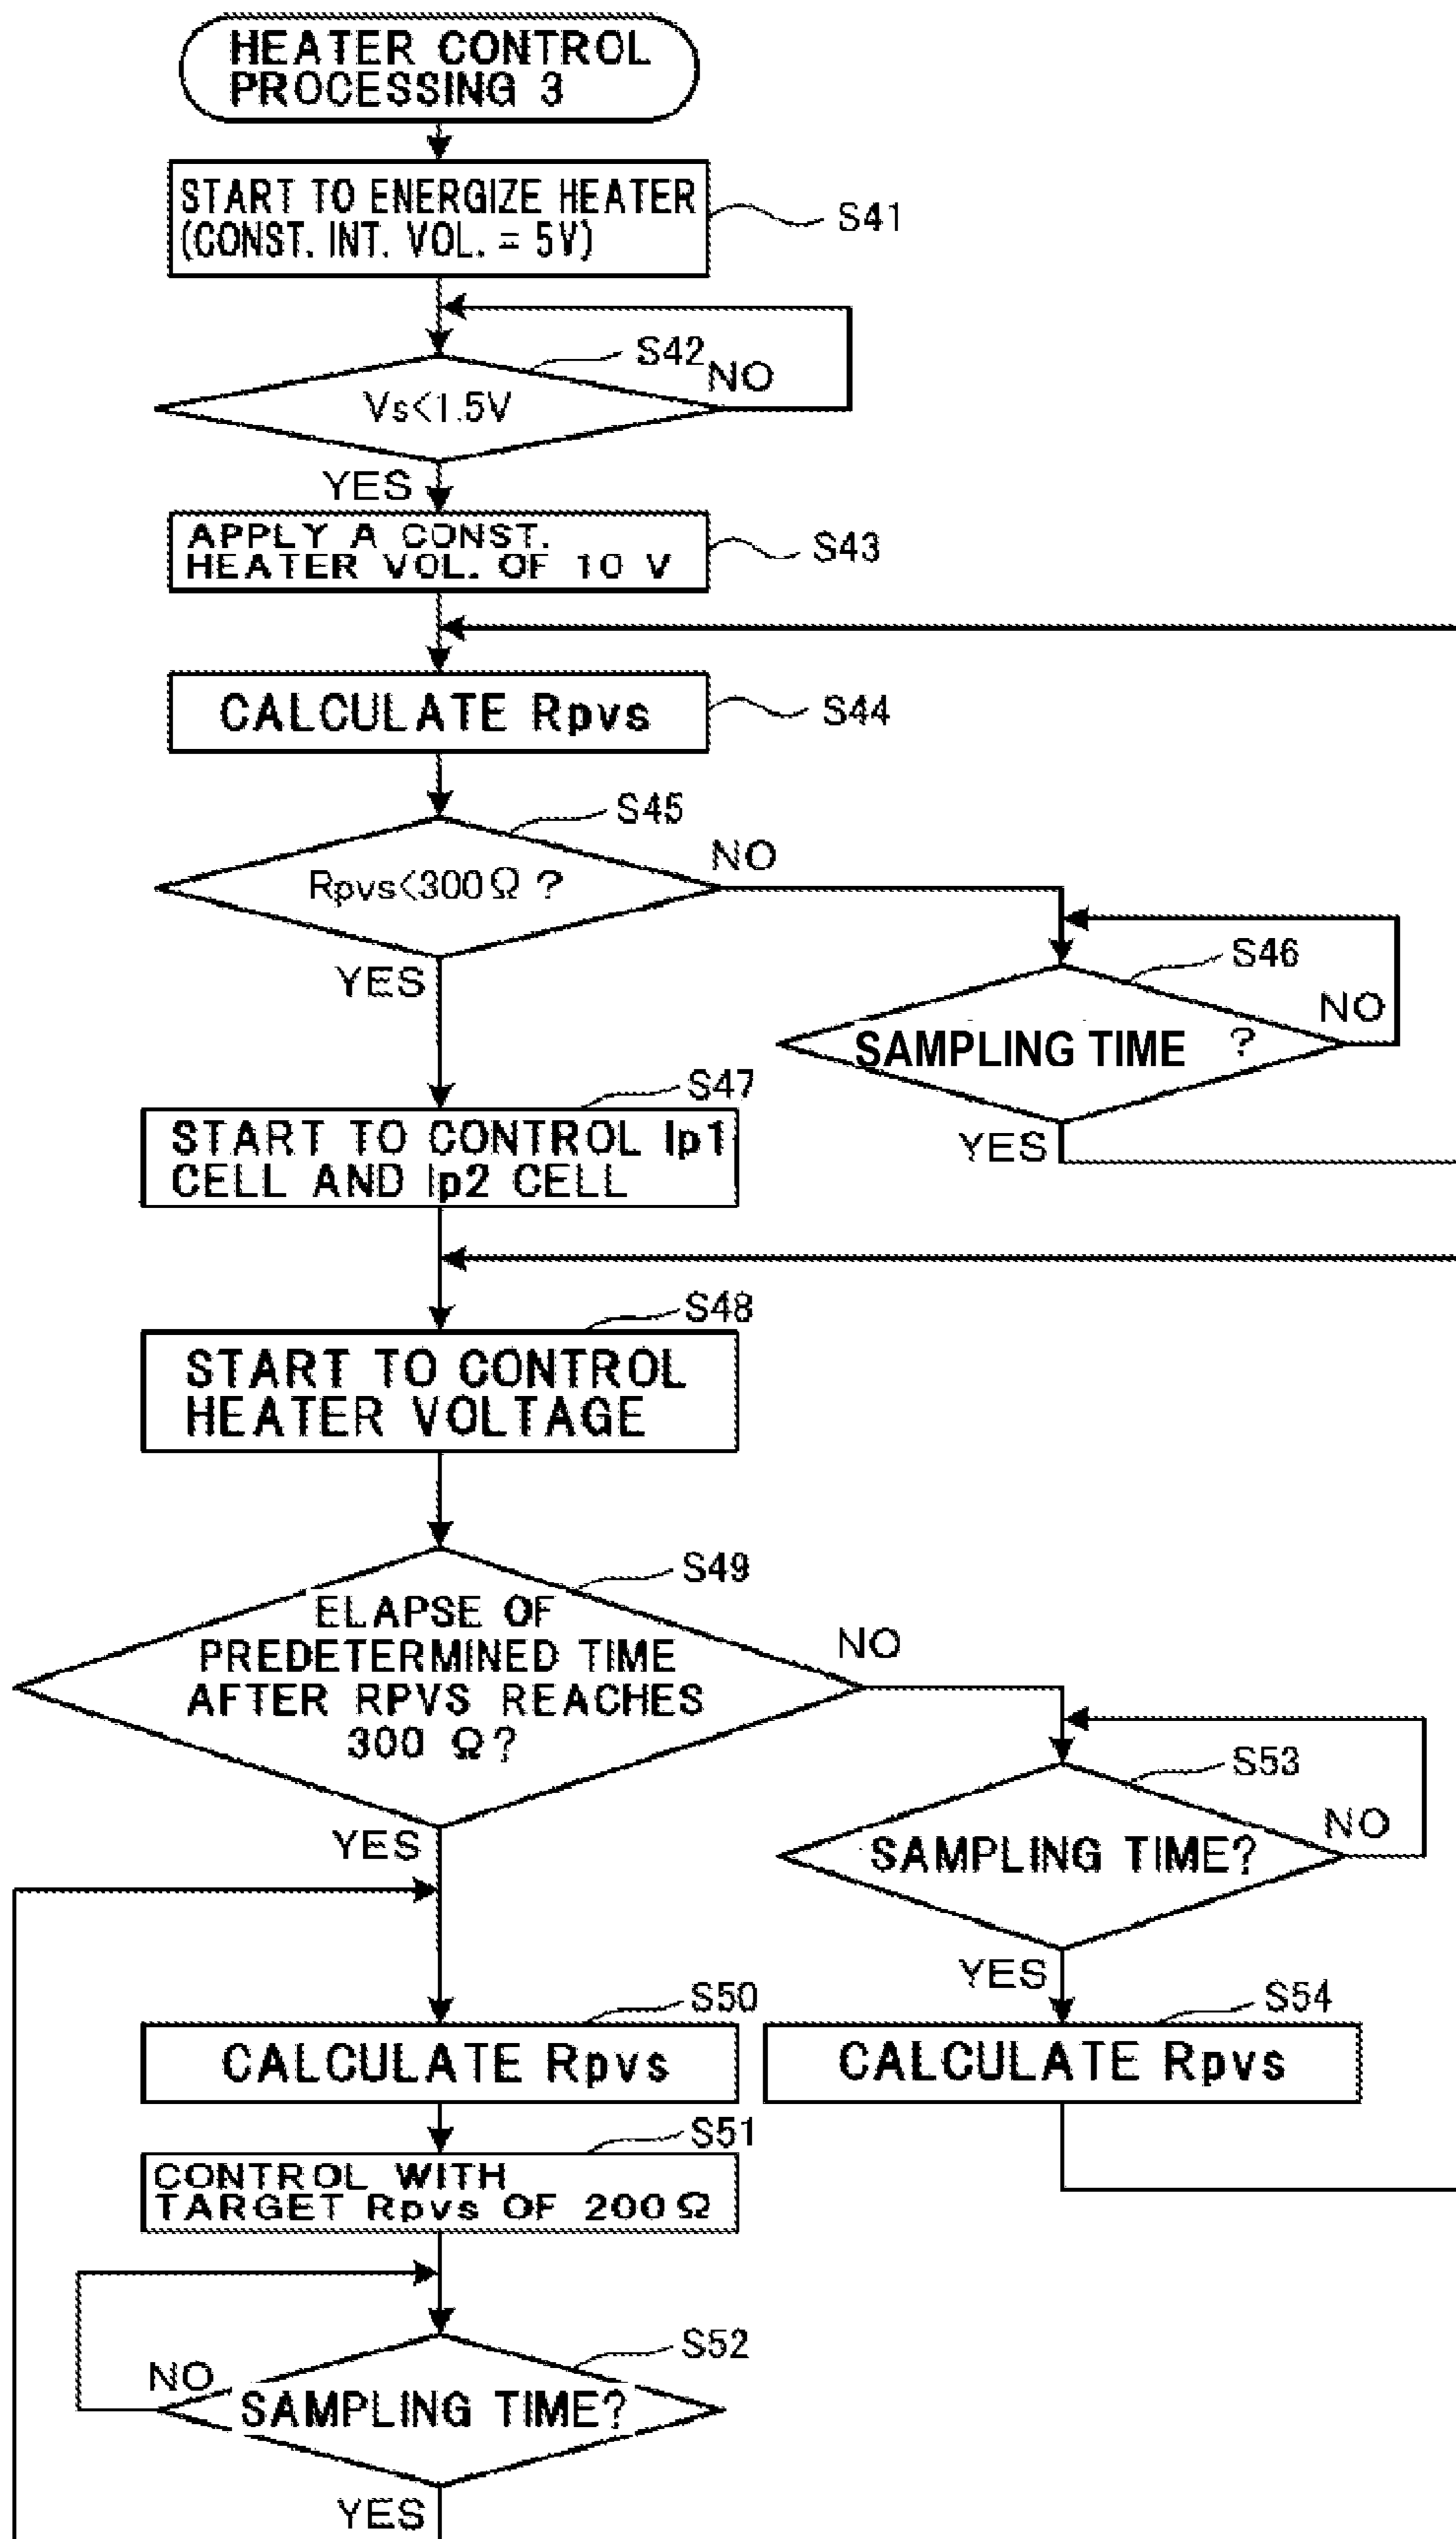 HEATER CONTROL
PROCESSING 3
START TO ENERGIZE HEATER
(CONST. INT. VOL. = 5V)
S41
S42
NO
Vs<1.5V
YES
APPLY A CONST.
HEATER VOL. OF 10 V
S43
CALCULATE Rpvs
S44
S45
NO
Rpvs<300Ω ?
YES
S46
NO
SAMPLING TIME ?
YES
S47
START TO CONTROL Ip1
CELL AND Ip2 CELL
S48
START TO CONTROL
HEATER VOLTAGE
S49
ELAPSE OF
PREDETERMINED TIME
AFTER RPVS REACHES
300 Ω?
NO
YES
S53
NO
SAMPLING TIME?
YES
S50
CALCULATE Rpvs
S54
CALCULATE Rpvs
S51
CONTROL WITH
TARGET Rpvs OF 200Ω
S52
NO
SAMPLING TIME?
YES